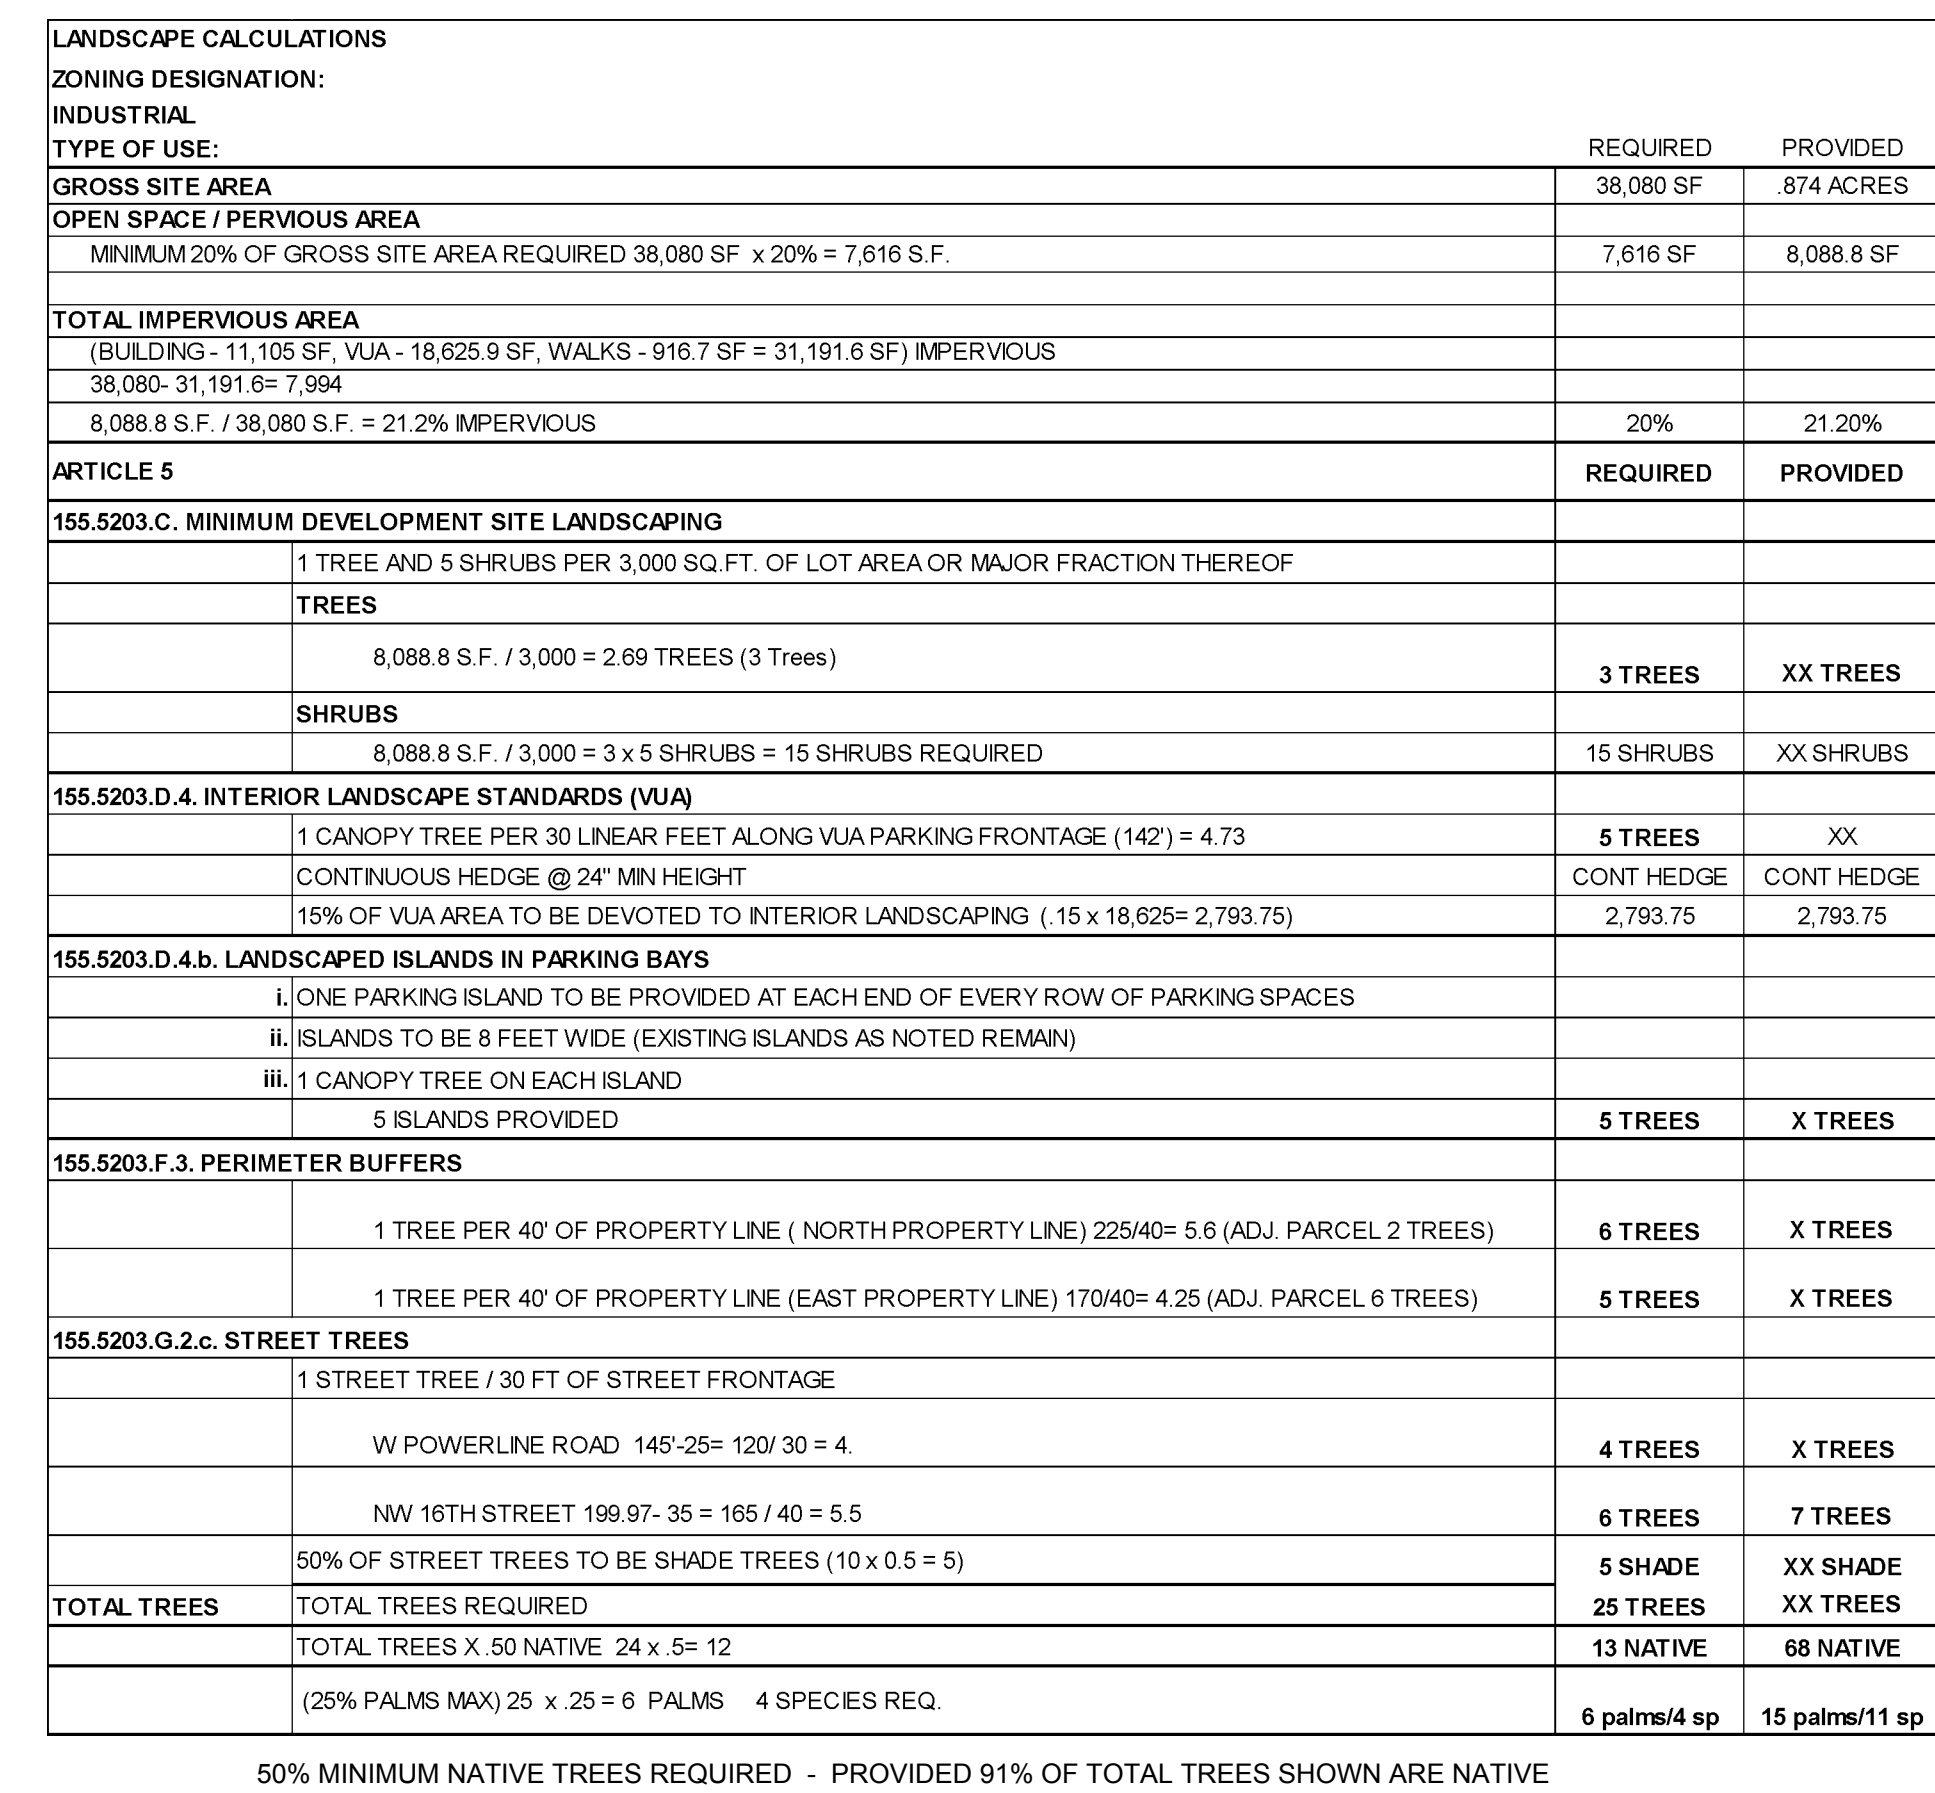 LANDSCAPE CALCULATIONS
ZONING DESIGNATION:
INDUSTRIAL
TYPE OF USE: REQUIRED PROVIDED
GROSS SITE AREA 38,080 SF .874 ACRES
OPEN SPACE / PERVIOUS AREA
MINIMUM 20% OF GROSS SITE AREA REQUIRED 38,080 SF x 20% = 7,616 S.F. 7,616 SF 8,088.8 SF
TOTAL IMPERVIOUS AREA
(BUILDING - 11,105 SF, VUA - 18,625.9 SF, WALKS - 916.7 SF = 31,191.6 SF) IMPERVIOUS
38,080- 31,191.6= 7,994
8,088.8 S.F. / 38,080 S.F. = 21.2% IMPERVIOUS 20% 21.20%
ARTICLE 5 REQUIRED PROVIDED
155.5203.C. MINIMUM DEVELOPMENT SITE LANDSCAPING
1 TREE AND 5 SHRUBS PER 3,000 SQ.FT. OF LOT AREA OR MAJOR FRACTION THEREOF
TREES
8,088.8 S.F. / 3,000 = 2.69 TREES (3 Trees) 3 TREES XX TREES
SHRUBS
8,088.8 S.F. / 3,000 = 3 x 5 SHRUBS = 15 SHRUBS REQUIRED 15 SHRUBS XX SHRUBS
155.5203.D.4. INTERIOR LANDSCAPE STANDARDS (VUA)
1 CANOPY TREE PER 30 LINEAR FEET ALONG VUA PARKING FRONTAGE (142') = 4.73 5 TREES XX
CONTINUOUS HEDGE @ 24" MIN HEIGHT CONT HEDGE CONT HEDGE
15% OF VUA AREA TO BE DEVOTED TO INTERIOR LANDSCAPING (.15 x 18,625= 2,793.75) 2,793.75 2,793.75
155.5203.D.4.b. LANDSCAPED ISLANDS IN PARKING BAYS
i. ONE PARKING ISLAND TO BE PROVIDED AT EACH END OF EVERY ROW OF PARKING SPACES
ii. ISLANDS TO BE 8 FEET WIDE (EXISTING ISLANDS AS NOTED REMAIN)
iii. 1 CANOPY TREE ON EACH ISLAND
5 ISLANDS PROVIDED 5 TREES X TREES
155.5203.F.3. PERIMETER BUFFERS
1 TREE PER 40' OF PROPERTY LINE ( NORTH PROPERTY LINE) 225/40= 5.6 (ADJ. PARCEL 2 TREES) 6 TREES X TREES
1 TREE PER 40' OF PROPERTY LINE (EAST PROPERTY LINE) 170/40= 4.25 (ADJ. PARCEL 6 TREES) 5 TREES X TREES
155.5203.G.2.c. STREET TREES
1 STREET TREE / 30 FT OF STREET FRONTAGE
W POWERLINE ROAD 145'-25= 120/ 30 = 4. 4 TREES X TREES
NW 16TH STREET 199.97- 35 = 165 / 40 = 5.5 6 TREES 7 TREES
50% OF STREET TREES TO BE SHADE TREES (10 x 0.5 = 5) 5 SHADE XX SHADE
TOTAL TREES TOTAL TREES REQUIRED 25 TREES XX TREES
TOTAL TREES X .50 NATIVE 24 x .5= 12 13 NATIVE 68 NATIVE
(25% PALMS MAX) 25 x .25 = 6 PALMS 4 SPECIES REQ. 6 palms/4 sp 15 palms/11 sp
50% MINIMUM NATIVE TREES REQUIRED - PROVIDED 91% OF TOTAL TREES SHOWN ARE NATIVE